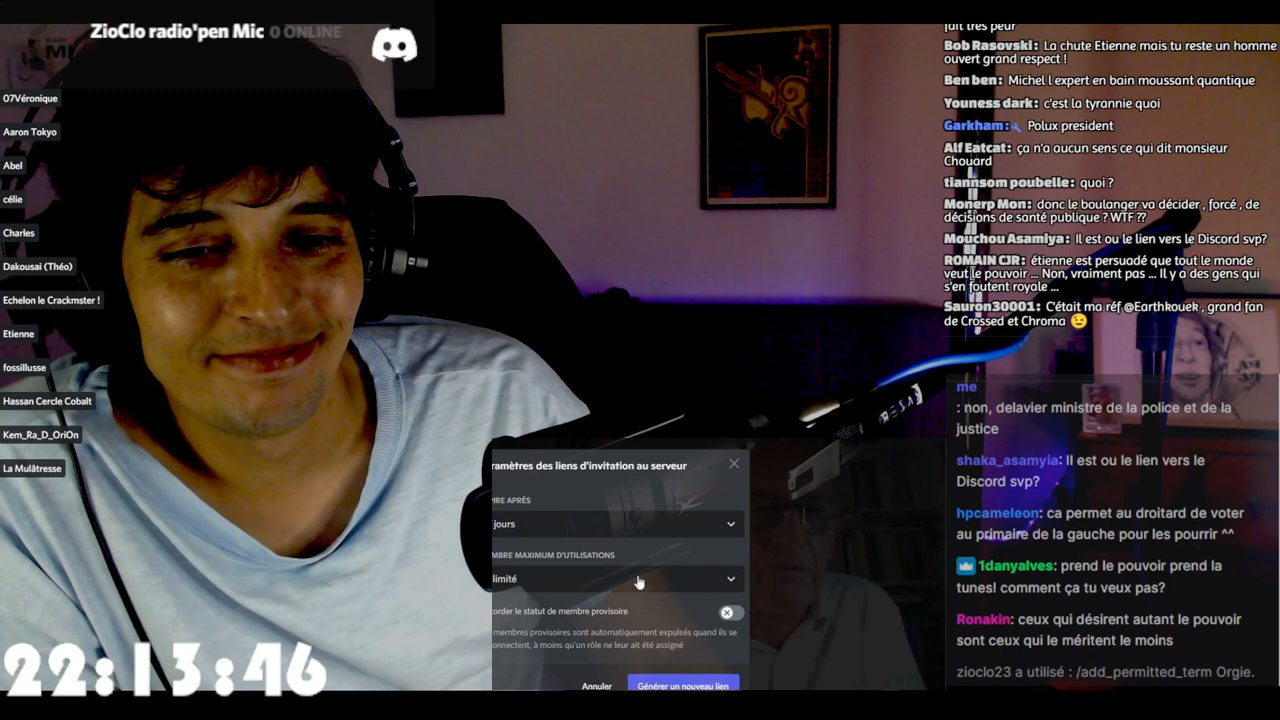 ZioClo radio'pen Mic 0 ONLINE
07Véronique
Aaron Tokyo
Abel
célie
Charles
Dakousai (Théo)
Echelon le Crackmster !
Etienne
fossillusse
Hassan Cercle Cobalt
Kem_Ra_D_OriOn
La Mulâtresse
22:13:46
ramètres des liens d'invitation au serveur
PIRE APRÈS
jours
MBRE MAXIMUM D'UTILISATIONS
limité
corder le statut de membre provisoire
membres provisoires sont automatiquement expulsés quand ils se
connectent, à moins qu'un rôle ne leur ait été assigné
Annuler
Générer un nouveau lien
fait très peur
Bob Rasovski: La chute Etienne mais tu reste un homme
ouvert grand respect !
Ben ben: Michel l expert en bain moussant quantique
Youness dark: c'est la tyrannie quoi
Garkham: Polux president
Alf Eatcat: ça n'a aucun sens ce qui dit monsieur
Chouard
tiannsom poubelle: quoi ?
Monerp Mon: donc le boulanger va décider , forcé , de
décisions de santé publique ? WTF ??
Mouchou Asamiya: Il est ou le lien vers le Discord svp?
ROMAIN CJR: étienne est persuadé que tout le monde
veut le pouvoir ... Non, vraiment pas ... Il y a des gens qui
s'en foutent royale ...
Sauron30001: C'était ma réf @Earthkouek , grand fan
de Crossed et Chroma 😉
me
: non, delavier ministre de la police et de la
justice
shaka_asamyia: Il est ou le lien vers le
Discord svp?
hpcameleon: ca permet au droitard de voter
au primaire de la gauche pour les pourrir ^^
1danyalves: prend le pouvoir prend la
tunes! comment ça tu veux pas?
Ronakin: ceux qui désirent autant le pouvoir
sont ceux qui le méritent le moins
zioclo23 a utilisé : /add_permitted_term Orgie.